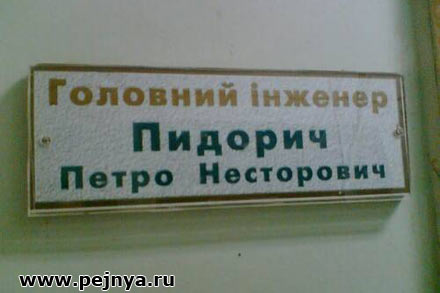 Головний інженер
Пидорич
Петро Несторович
www.pejnya.ru